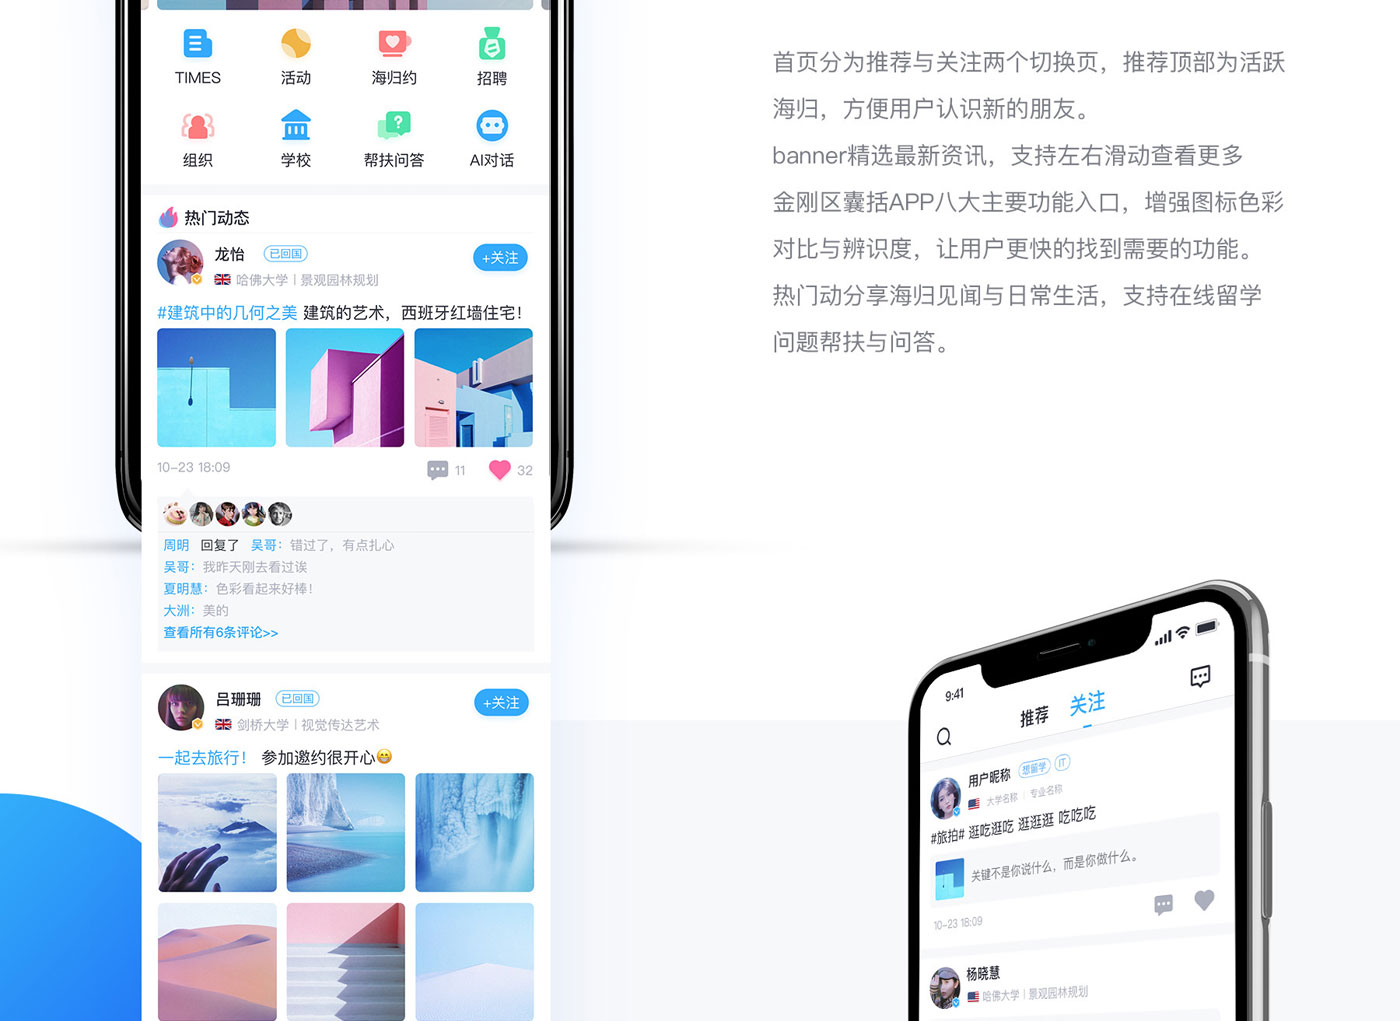 TIMES
活动
海归约
招聘
组织
学校
帮扶问答
AI对话
热门动态
龙怡 已回国
+关注
哈佛大学 | 景观园林规划
#建筑中的几何之美 建筑的艺术，西班牙红墙住宅！
10-23 18:09
11
32
周明 回复了 吴哥：错过了，有点扎心
吴哥：我昨天刚去看过诶
夏明慧：色彩看起来好棒！
大洲：美的
查看所有6条评论>>
吕珊珊 已回国
+关注
剑桥大学 | 视觉传达艺术
一起去旅行！ 参加邀约很开心😁
首页分为推荐与关注两个切换页，推荐顶部为活跃
海归，方便用户认识新的朋友。
banner精选最新资讯，支持左右滑动查看更多
金刚区囊括APP八大主要功能入口，增强图标色彩
对比与辨识度，让用户更快的找到需要的功能。
热门动分享海归见闻与日常生活，支持在线留学
问题帮扶与问答。
9:41
推荐 关注
用户昵称 想留学 IT
大学名称 | 专业名称
#旅拍# 逛吃逛吃 逛逛逛 吃吃吃
关键不是你说什么，而是你做什么。
10-23 18:09
杨晓慧
哈佛大学 | 景观园林规划